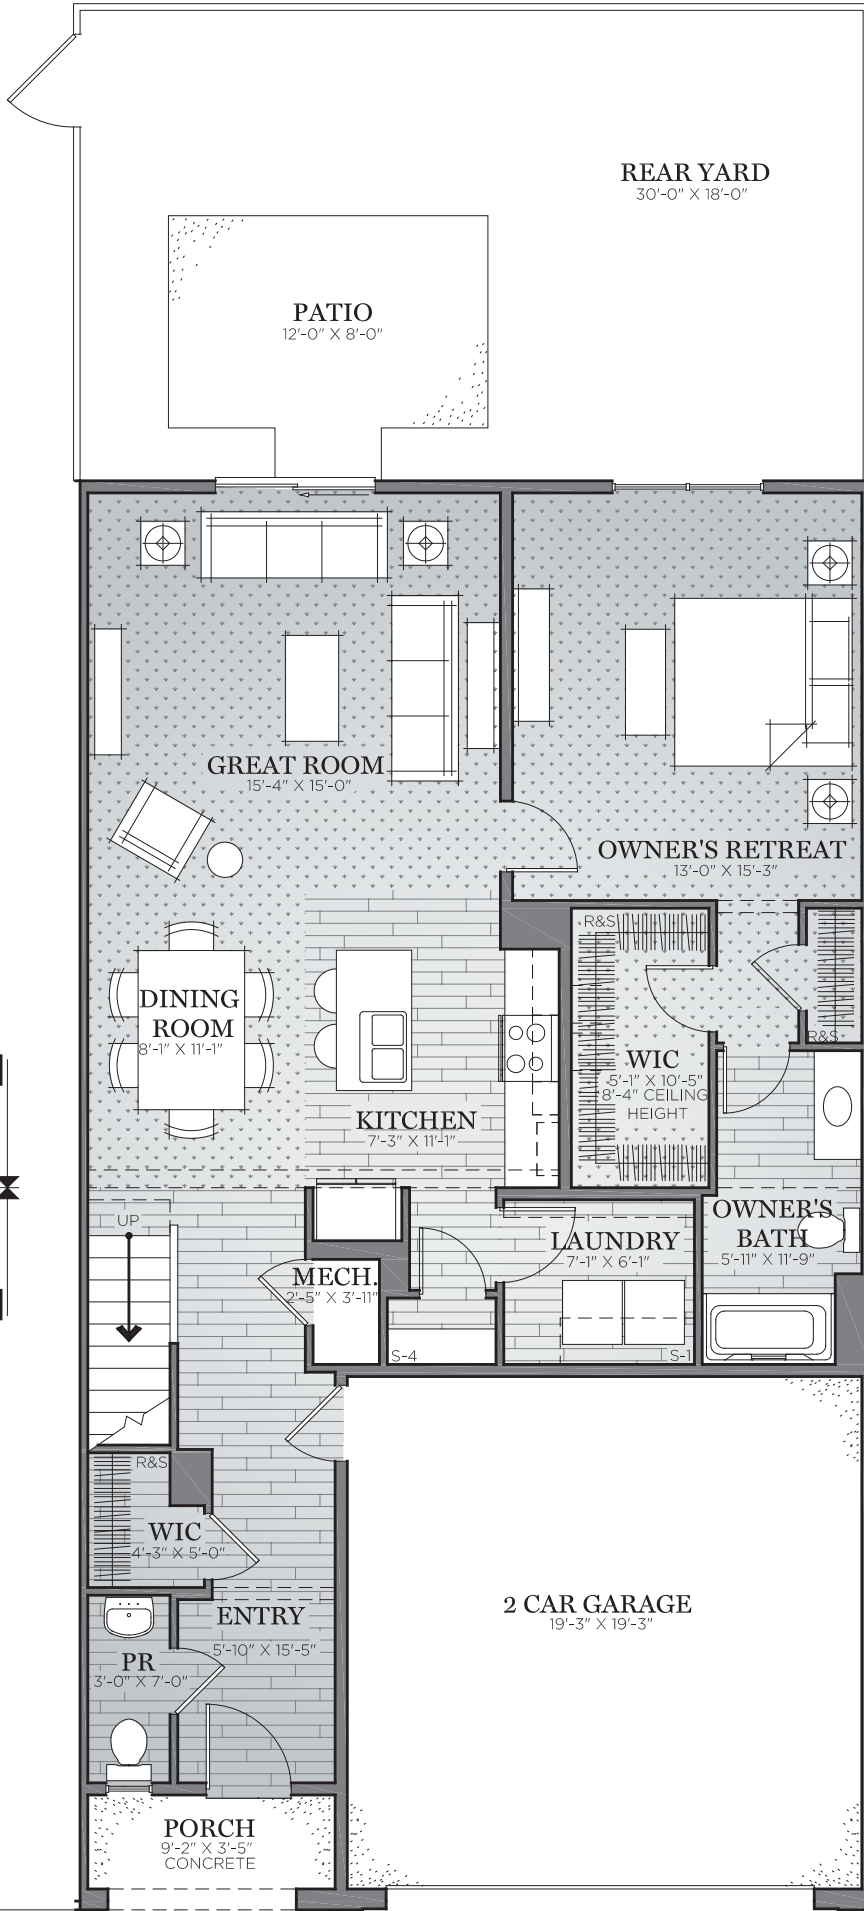 REAR YARD
30'-0" X 18'-0"
PATIO
12'-0" X 8'-0"
GREAT ROOM
15'-4" X 15'-0"
OWNER'S RETREAT
13'-0" X 15'-3"
R&S
DINING
ROOM
8'-1" X 11'-1"
R&S
WIC
5'-1" X 10'-5"
8'-4" CEILING
HEIGHT
KITCHEN
7'-3" X 11'-1"
UP
OWNER'S
BATH
5'-11" X 11'-9"
LAUNDRY
7'-1" X 6'-1"
MECH.
2'-5" X 3'-11"
S-4
S-1
R&S
WIC
4'-3" X 5'-0"
2 CAR GARAGE
19'-3" X 19'-3"
ENTRY
5'-10" X 15'-5"
PR
3'-0" X 7'-0"
PORCH
9'-2" X 3'-5"
CONCRETE